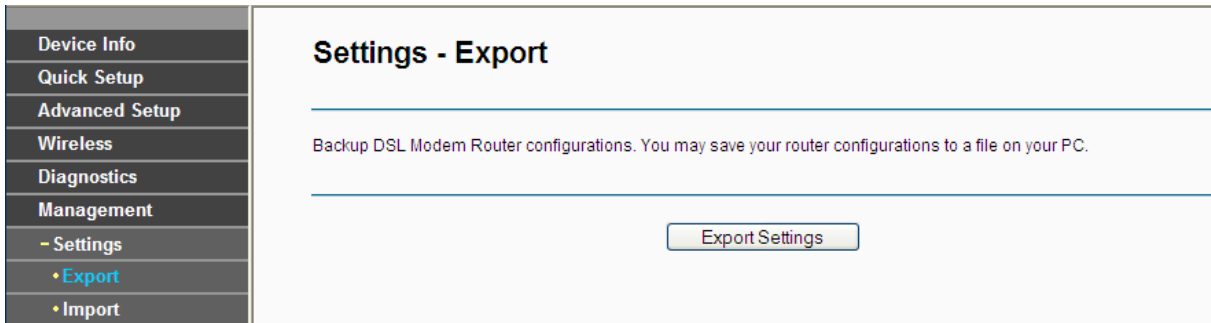 Device Info
Quick Setup
Advanced Setup
Wireless
Diagnostics
Management
Settings
Export
Import
Settings - Export
Backup DSL Modem Router configurations. You may save your router configurations to a file on your PC.
Export Settings